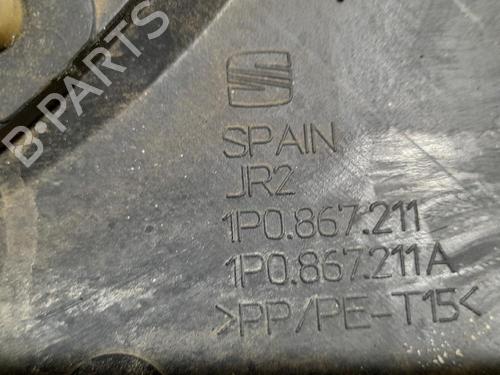 B-PARTS
SPAIN
JR2
1P0.867.211
1P0.867.211A
>PP/PE-T15<